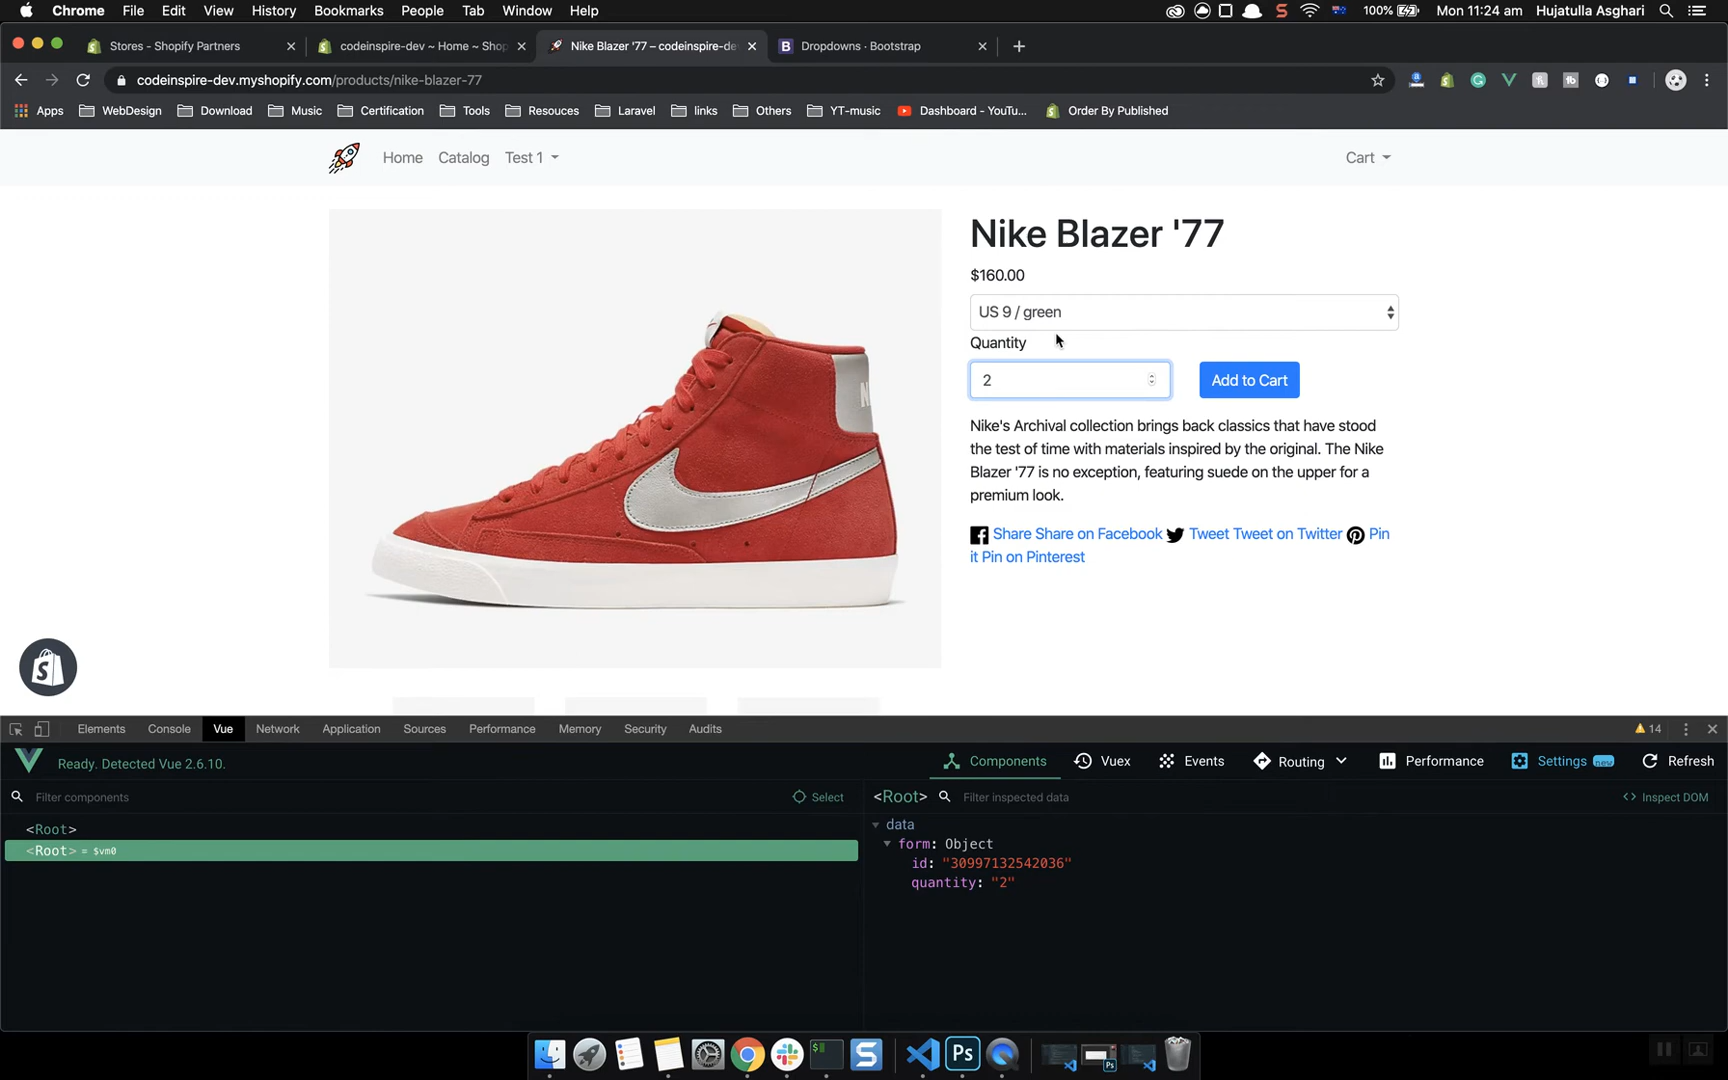 Chrome File Edit View History Bookmarks People Tab Window Help 100% Mon 11:24 am Hujatulla Asghari
Stores - Shopify Partners codeinspire-dev ~ Home ~ Shop Nike Blazer '77 – codeinspire-de Dropdowns · Bootstrap
codeinspire-dev.myshopify.com/products/nike-blazer-77
Apps WebDesign Download Music Certification Tools Resouces Laravel links Others YT-music Dashboard - YouTu... Order By Published
Home Catalog Test 1 Cart
Nike Blazer '77
$160.00
US 9 / green
Quantity
2 Add to Cart
Nike's Archival collection brings back classics that have stood
the test of time with materials inspired by the original. The Nike
Blazer '77 is no exception, featuring suede on the upper for a
premium look.
Share Share on Facebook Tweet Tweet on Twitter Pin
it Pin on Pinterest
Elements Console Vue Network Application Sources Performance Memory Security Audits 14
Ready. Detected Vue 2.6.10. Components Vuex Events Routing Performance Settings new Refresh
Filter components Select <Root> Filter inspected data Inspect DOM
<Root>
<Root> = $vm0
data
form: Object
id: "30997132542036"
quantity: "2"